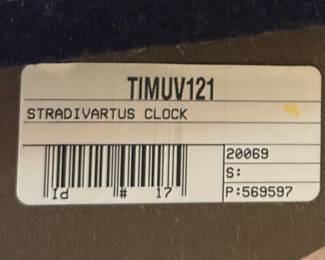 TIMUV121
STRADIVARTUS CLOCK
20069
S:
P:569597
Id # 17